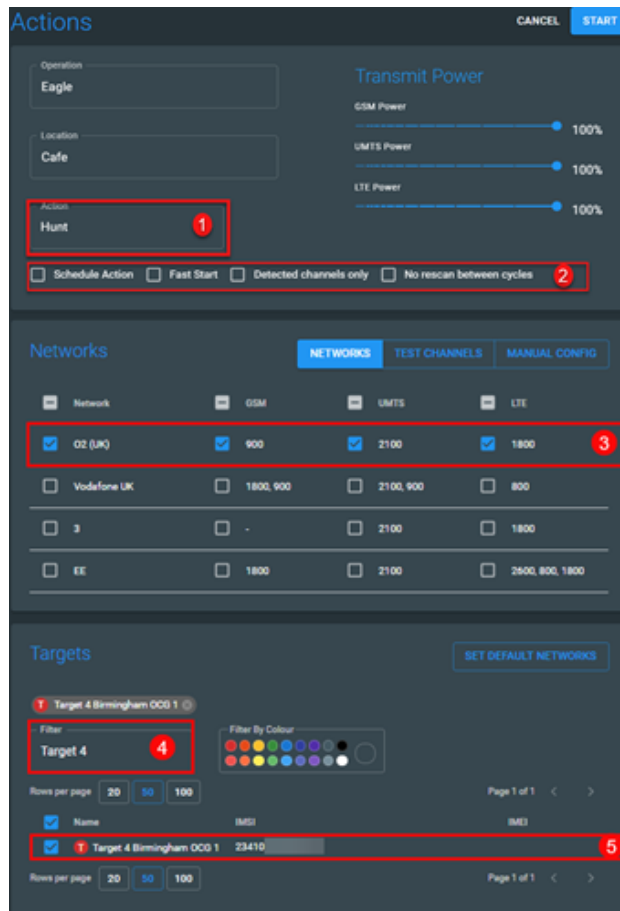 Actions CANCEL START
Operation
Eagle
Transmit Power
GSM Power
100%
Location
Cafe
UMTS Power
100%
LTE Power
100%
Action
Hunt 1
Schedule Action Fast Start Detected channels only No rescan between cycles 2
Networks NETWORKS TEST CHANNELS MANUAL CONFIG
Network GSM UMTS LTE
O2 (UK) 900 2100 1800 3
Vodafone UK 1800, 900 2100, 900 800
3 - 2100 1800
EE 1800 2100 2600, 800, 1800
Targets SET DEFAULT NETWORKS
T Target 4 Birmingham OCG 1
Filter
Target 4 4
Filter By Colour
Rows per page 20 50 100 Page 1 of 1
Name IMSI IMEI
T Target 4 Birmingham OCG 1 23410 5
Rows per page 20 50 100 Page 1 of 1